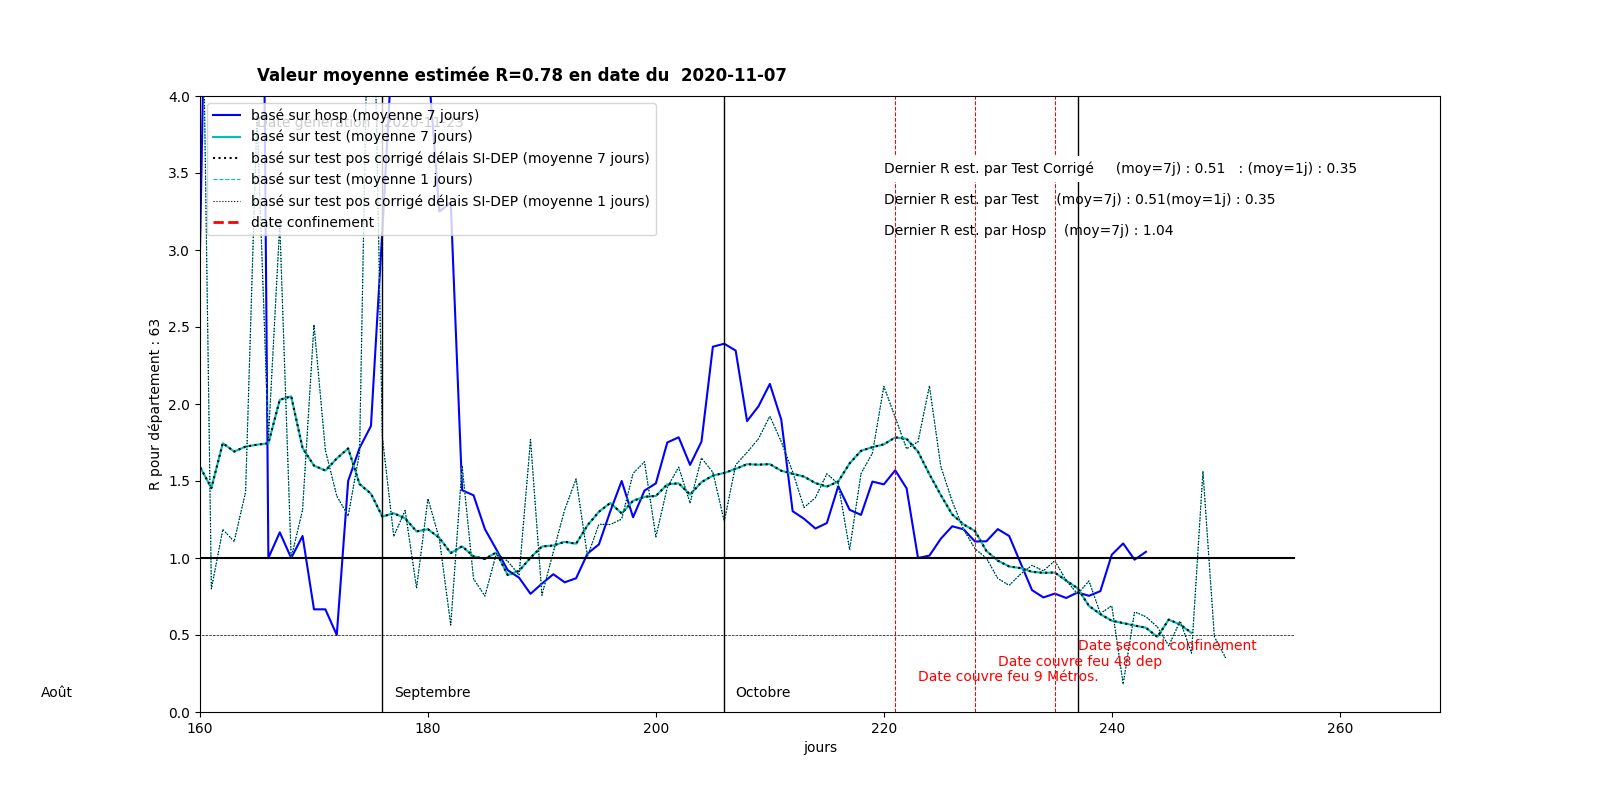 Valeur moyenne estimée R=0.78 en date du  2020-11-07
basé sur hosp (moyenne 7 jours)
Date génération : 2020-11-23
basé sur test (moyenne 7 jours)
basé sur test pos corrigé délais SI-DEP (moyenne 7 jours)
basé sur test (moyenne 1 jours)
basé sur test pos corrigé délais SI-DEP (moyenne 1 jours)
date confinement
Dernier R est. par Test Corrigé     (moy=7j) : 0.51   : (moy=1j) : 0.35
Dernier R est. par Test    (moy=7j) : 0.51(moy=1j) : 0.35
Dernier R est. par Hosp    (moy=7j) : 1.04
4.0
3.5
3.0
2.5
2.0
1.5
1.0
0.5
0.0
R pour département : 63
Date second confinement
Date couvre feu 48 dep
Date couvre feu 9 Métros.
Août
Septembre
Octobre
160
180
200
220
240
260
jours